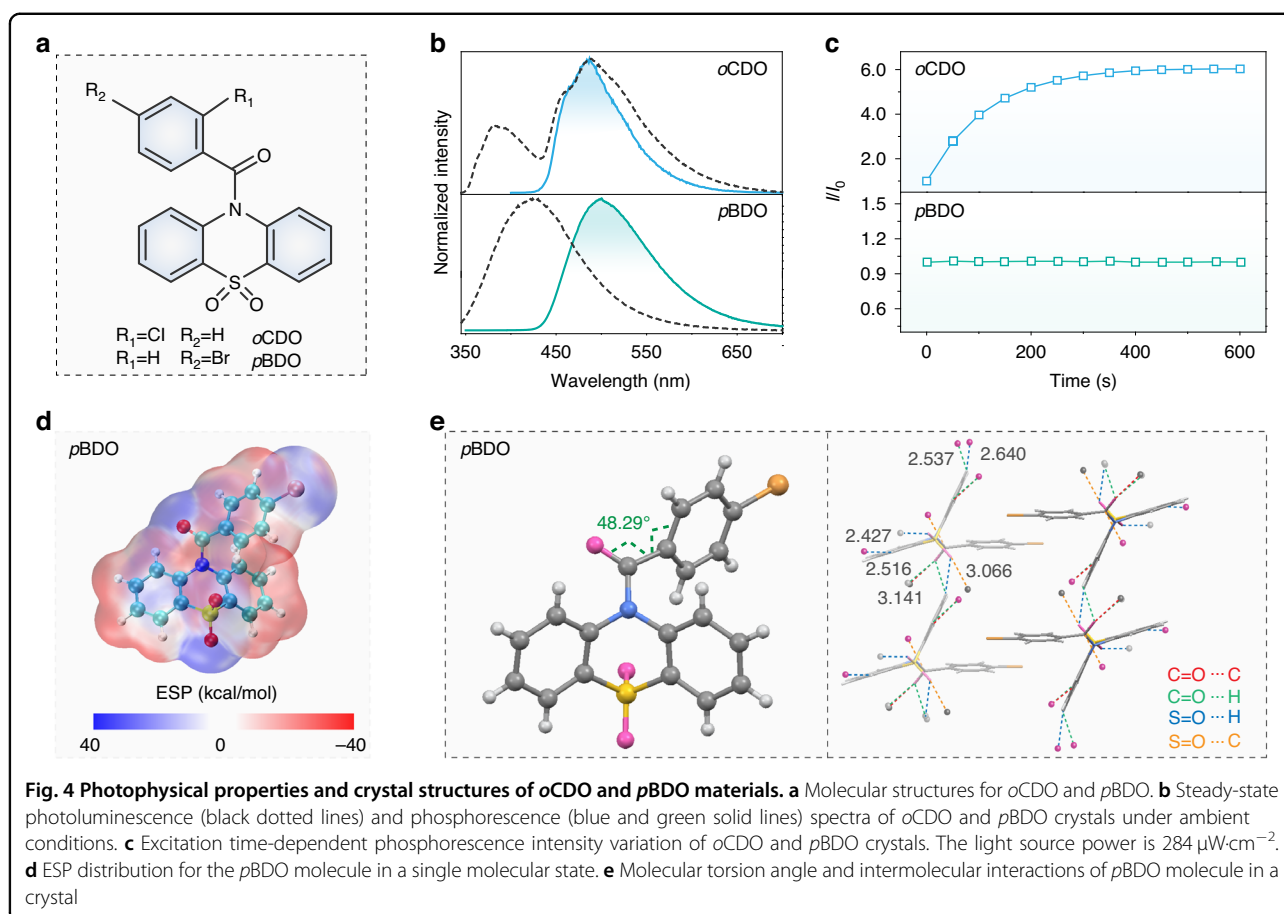 a
R2
R1
O
N
S
O O
R1=Cl R2=H oCDO
R1=H R2=Br pBDO
b
oCDO
pBDO
Normalized intensity
350 450 550 650
Wavelength (nm)
c
oCDO
6.0
4.0
2.0
1.0
pBDO
1.5
1.2
0.9
0.6
I/I0
0 200 400 600
Time (s)
d
pBDO
ESP (kcal/mol)
40 0 −40
e
pBDO
48.29°
2.537 2.640
2.427
2.516 3.066
3.141
C=O ··· C
C=O ··· H
S=O ··· H
S=O ··· C
Fig. 4 Photophysical properties and crystal structures of oCDO and pBDO materials. a Molecular structures for oCDO and pBDO. b Steady-state
photoluminescence (black dotted lines) and phosphorescence (blue and green solid lines) spectra of oCDO and pBDO crystals under ambient
conditions. c Excitation time-dependent phosphorescence intensity variation of oCDO and pBDO crystals. The light source power is 284 μW·cm−2.
d ESP distribution for the pBDO molecule in a single molecular state. e Molecular torsion angle and intermolecular interactions of pBDO molecule in a
crystal